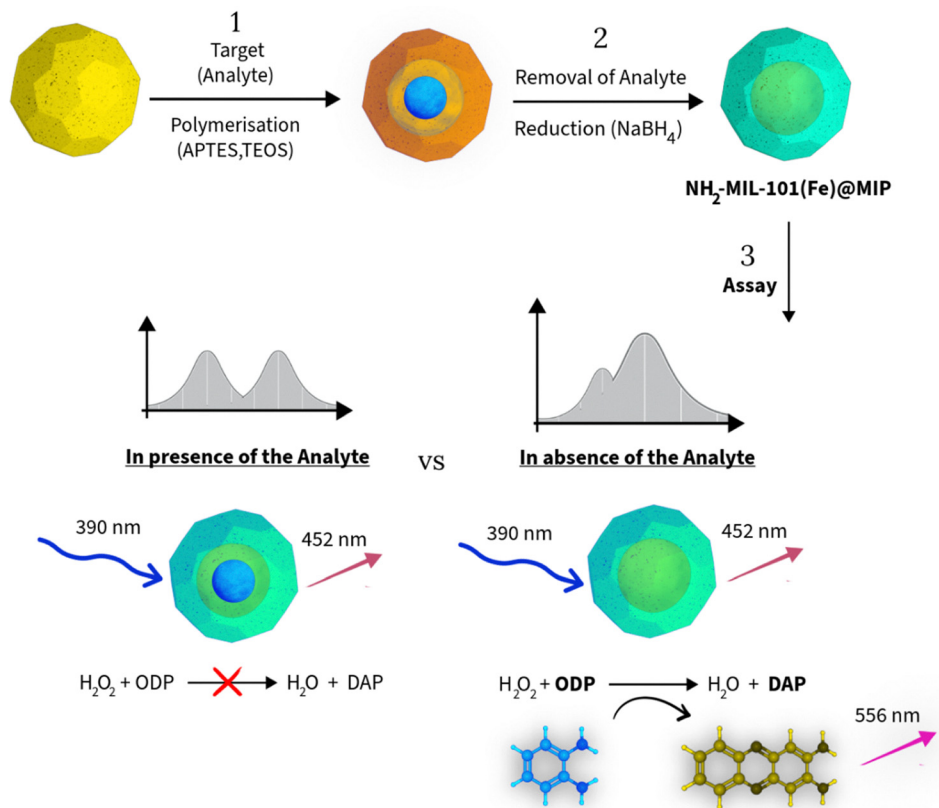 1
Target
(Analyte)
Polymerisation
(APTES,TEOS)
2
Removal of Analyte
Reduction (NaBH₄)
NH₂-MIL-101(Fe)@MIP
3
Assay
In presence of the Analyte
vs
In absence of the Analyte
390 nm
452 nm
390 nm
452 nm
H₂O₂ + ODP H₂O + DAP
H₂O₂ + ODP H₂O + DAP
556 nm